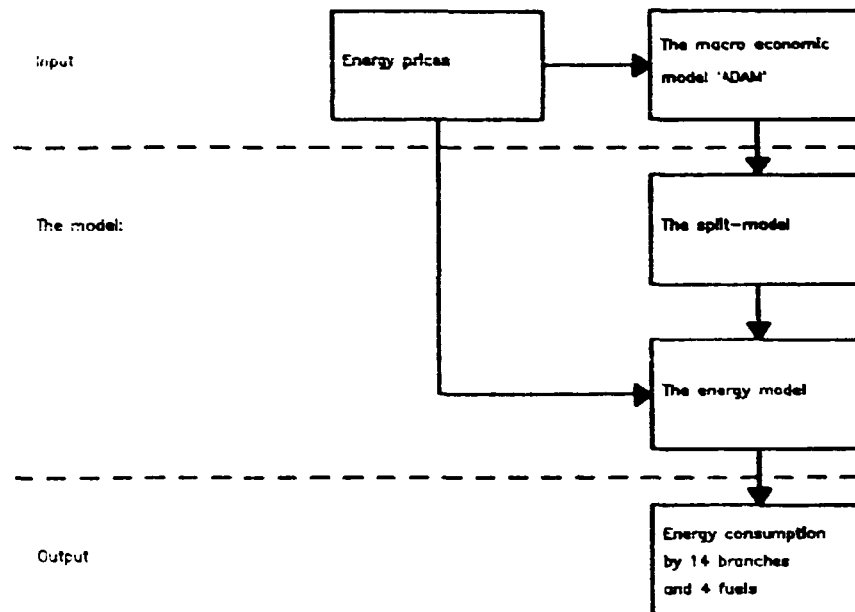 Input
Energy prices
The macro economic
model "ADAM"
The model:
The split-model
The energy model
Output
Energy consumption
by 14 branches
and 4 fuels